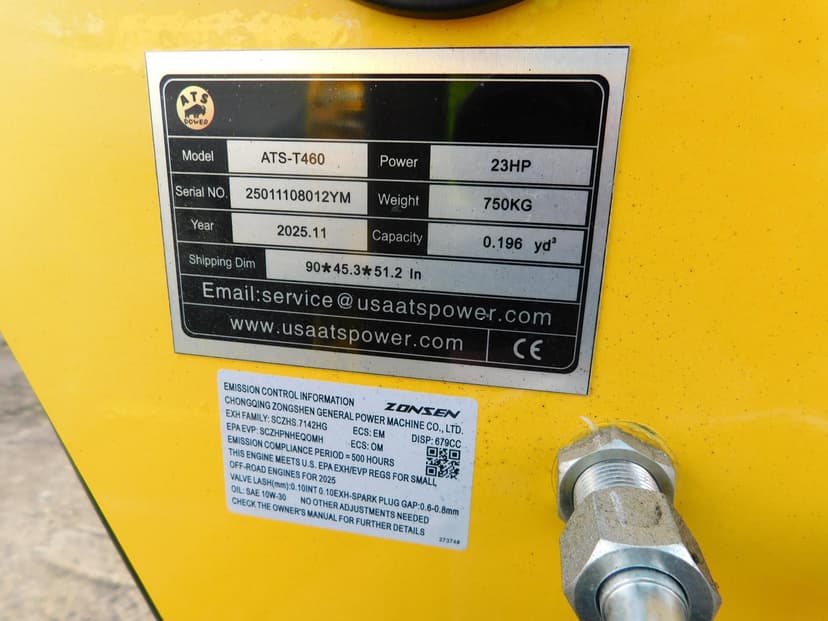 ATS
POWER
Model ATS-T460 Power 23HP
Serial NO. 25011108012YM Weight 750KG
Year 2025.11 Capacity 0.196 yd³
Shipping Dim 90*45.3*51.2 In
Email:service@usaatspower.com
www.usaatspower.com CE
EMISSION CONTROL INFORMATION ZONSEN
CHONGQING ZONGSHEN GENERAL POWER MACHINE CO., LTD.
EXH FAMILY: SCZHS.7142HG ECS: EM DISP: 679CC
EPA EVP: SCZHPNHEQOMH ECS: OM
EMISSION COMPLIANCE PERIOD = 500 HOURS
THIS ENGINE MEETS U.S. EPA EXH/EVP REGS FOR SMALL
OFF-ROAD ENGINES FOR 2025
VALVE LASH(mm):0.10INT 0.10EXH-SPARK PLUG GAP:0.6-0.8mm
OIL: SAE 10W-30 NO OTHER ADJUSTMENTS NEEDED
CHECK THE OWNER'S MANUAL FOR FURTHER DETAILS
273748